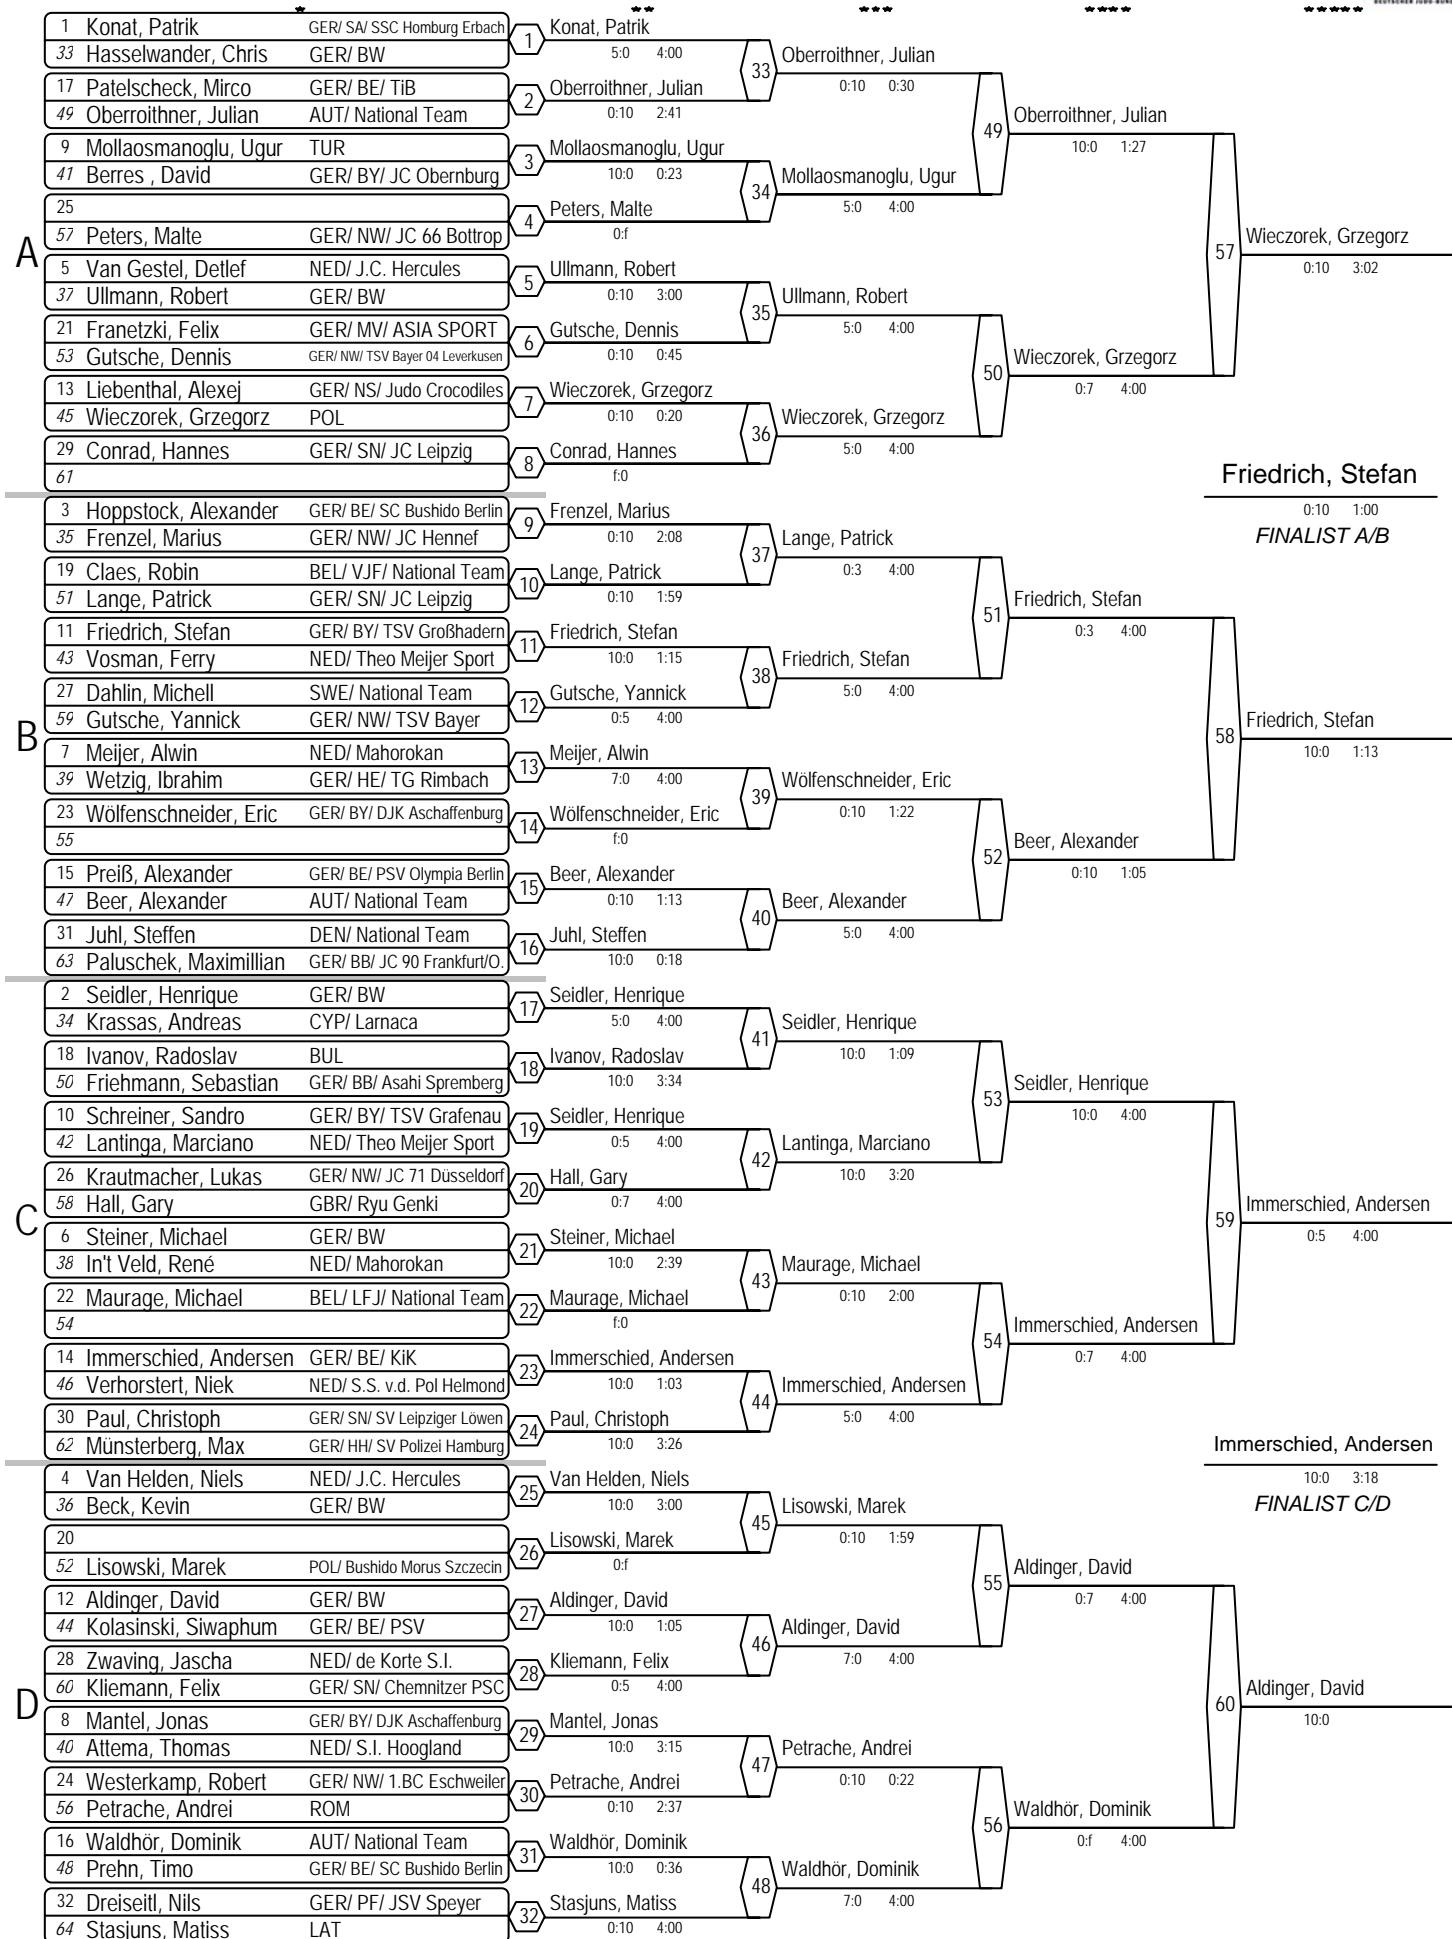 * ** *** **** *****
1 Konat, Patrik GER/ SA/ SSC Homburg Erbach
33 Hasselwander, Chris GER/ BW
1 Konat, Patrik
5:0 4:00
17 Patelscheck, Mirco GER/ BE/ TiB
49 Oberroithner, Julian AUT/ National Team
2 Oberroithner, Julian
0:10 2:41
33 Oberroithner, Julian
0:10 0:30
9 Mollaosmanoglu, Ugur TUR
41 Berres , David GER/ BY/ JC Obernburg
3 Mollaosmanoglu, Ugur
10:0 0:23
25
57 Peters, Malte GER/ NW/ JC 66 Bottrop
4 Peters, Malte
0:f
34 Mollaosmanoglu, Ugur
5:0 4:00
49 Oberroithner, Julian
10:0 1:27
A
5 Van Gestel, Detlef NED/ J.C. Hercules
37 Ullmann, Robert GER/ BW
5 Ullmann, Robert
0:10 3:00
21 Franetzki, Felix GER/ MV/ ASIA SPORT
53 Gutsche, Dennis GER/ NW/ TSV Bayer 04 Leverkusen
6 Gutsche, Dennis
0:10 0:45
35 Ullmann, Robert
5:0 4:00
13 Liebenthal, Alexej GER/ NS/ Judo Crocodiles
45 Wieczorek, Grzegorz POL
7 Wieczorek, Grzegorz
0:10 0:20
29 Conrad, Hannes GER/ SN/ JC Leipzig
61
8 Conrad, Hannes
f:0
36 Wieczorek, Grzegorz
5:0 4:00
50 Wieczorek, Grzegorz
0:7 4:00
57 Wieczorek, Grzegorz
0:10 3:02
Friedrich, Stefan
0:10 1:00
FINALIST A/B
3 Hoppstock, Alexander GER/ BE/ SC Bushido Berlin
35 Frenzel, Marius GER/ NW/ JC Hennef
9 Frenzel, Marius
0:10 2:08
19 Claes, Robin BEL/ VJF/ National Team
51 Lange, Patrick GER/ SN/ JC Leipzig
10 Lange, Patrick
0:10 1:59
37 Lange, Patrick
0:3 4:00
11 Friedrich, Stefan GER/ BY/ TSV Großhadern
43 Vosman, Ferry NED/ Theo Meijer Sport
11 Friedrich, Stefan
10:0 1:15
27 Dahlin, Michell SWE/ National Team
59 Gutsche, Yannick GER/ NW/ TSV Bayer
12 Gutsche, Yannick
0:5 4:00
38 Friedrich, Stefan
5:0 4:00
51 Friedrich, Stefan
0:3 4:00
B
7 Meijer, Alwin NED/ Mahorokan
39 Wetzig, Ibrahim GER/ HE/ TG Rimbach
13 Meijer, Alwin
7:0 4:00
23 Wölfenschneider, Eric GER/ BY/ DJK Aschaffenburg
55
14 Wölfenschneider, Eric
f:0
39 Wölfenschneider, Eric
0:10 1:22
15 Preiß, Alexander GER/ BE/ PSV Olympia Berlin
47 Beer, Alexander AUT/ National Team
15 Beer, Alexander
0:10 1:13
31 Juhl, Steffen DEN/ National Team
63 Paluschek, Maximillian GER/ BB/ JC 90 Frankfurt/O.
16 Juhl, Steffen
10:0 0:18
40 Beer, Alexander
5:0 4:00
52 Beer, Alexander
0:10 1:05
58 Friedrich, Stefan
10:0 1:13
2 Seidler, Henrique GER/ BW
34 Krassas, Andreas CYP/ Larnaca
17 Seidler, Henrique
5:0 4:00
18 Ivanov, Radoslav BUL
50 Friehmann, Sebastian GER/ BB/ Asahi Spremberg
18 Ivanov, Radoslav
10:0 3:34
41 Seidler, Henrique
10:0 1:09
10 Schreiner, Sandro GER/ BY/ TSV Grafenau
42 Lantinga, Marciano NED/ Theo Meijer Sport
19 Seidler, Henrique
0:5 4:00
26 Krautmacher, Lukas GER/ NW/ JC 71 Düsseldorf
58 Hall, Gary GBR/ Ryu Genki
20 Hall, Gary
0:7 4:00
42 Lantinga, Marciano
10:0 3:20
53 Seidler, Henrique
10:0 4:00
C
6 Steiner, Michael GER/ BW
38 In't Veld, René NED/ Mahorokan
21 Steiner, Michael
10:0 2:39
22 Maurage, Michael BEL/ LFJ/ National Team
54
22 Maurage, Michael
f:0
43 Maurage, Michael
0:10 2:00
14 Immerschied, Andersen GER/ BE/ KiK
46 Verhorstert, Niek NED/ S.S. v.d. Pol Helmond
23 Immerschied, Andersen
10:0 1:03
30 Paul, Christoph GER/ SN/ SV Leipziger Löwen
62 Münsterberg, Max GER/ HH/ SV Polizei Hamburg
24 Paul, Christoph
10:0 3:26
44 Immerschied, Andersen
5:0 4:00
54 Immerschied, Andersen
0:7 4:00
59 Immerschied, Andersen
0:5 4:00
Immerschied, Andersen
10:0 3:18
FINALIST C/D
4 Van Helden, Niels NED/ J.C. Hercules
36 Beck, Kevin GER/ BW
25 Van Helden, Niels
10:0 3:00
20
52 Lisowski, Marek POL/ Bushido Morus Szczecin
26 Lisowski, Marek
0:f
45 Lisowski, Marek
0:10 1:59
12 Aldinger, David GER/ BW
44 Kolasinski, Siwaphum GER/ BE/ PSV
27 Aldinger, David
10:0 1:05
28 Zwaving, Jascha NED/ de Korte S.I.
60 Kliemann, Felix GER/ SN/ Chemnitzer PSC
28 Kliemann, Felix
0:5 4:00
46 Aldinger, David
7:0 4:00
55 Aldinger, David
0:7 4:00
D
8 Mantel, Jonas GER/ BY/ DJK Aschaffenburg
40 Attema, Thomas NED/ S.I. Hoogland
29 Mantel, Jonas
10:0 3:15
24 Westerkamp, Robert GER/ NW/ 1.BC Eschweiler
56 Petrache, Andrei ROM
30 Petrache, Andrei
0:10 2:37
47 Petrache, Andrei
0:10 0:22
16 Waldhör, Dominik AUT/ National Team
48 Prehn, Timo GER/ BE/ SC Bushido Berlin
31 Waldhör, Dominik
10:0 0:36
32 Dreiseitl, Nils GER/ PF/ JSV Speyer
64 Stasjuns, Matiss LAT
32 Stasjuns, Matiss
0:10 4:00
48 Waldhör, Dominik
7:0 4:00
56 Waldhör, Dominik
0:f 4:00
60 Aldinger, David
10:0